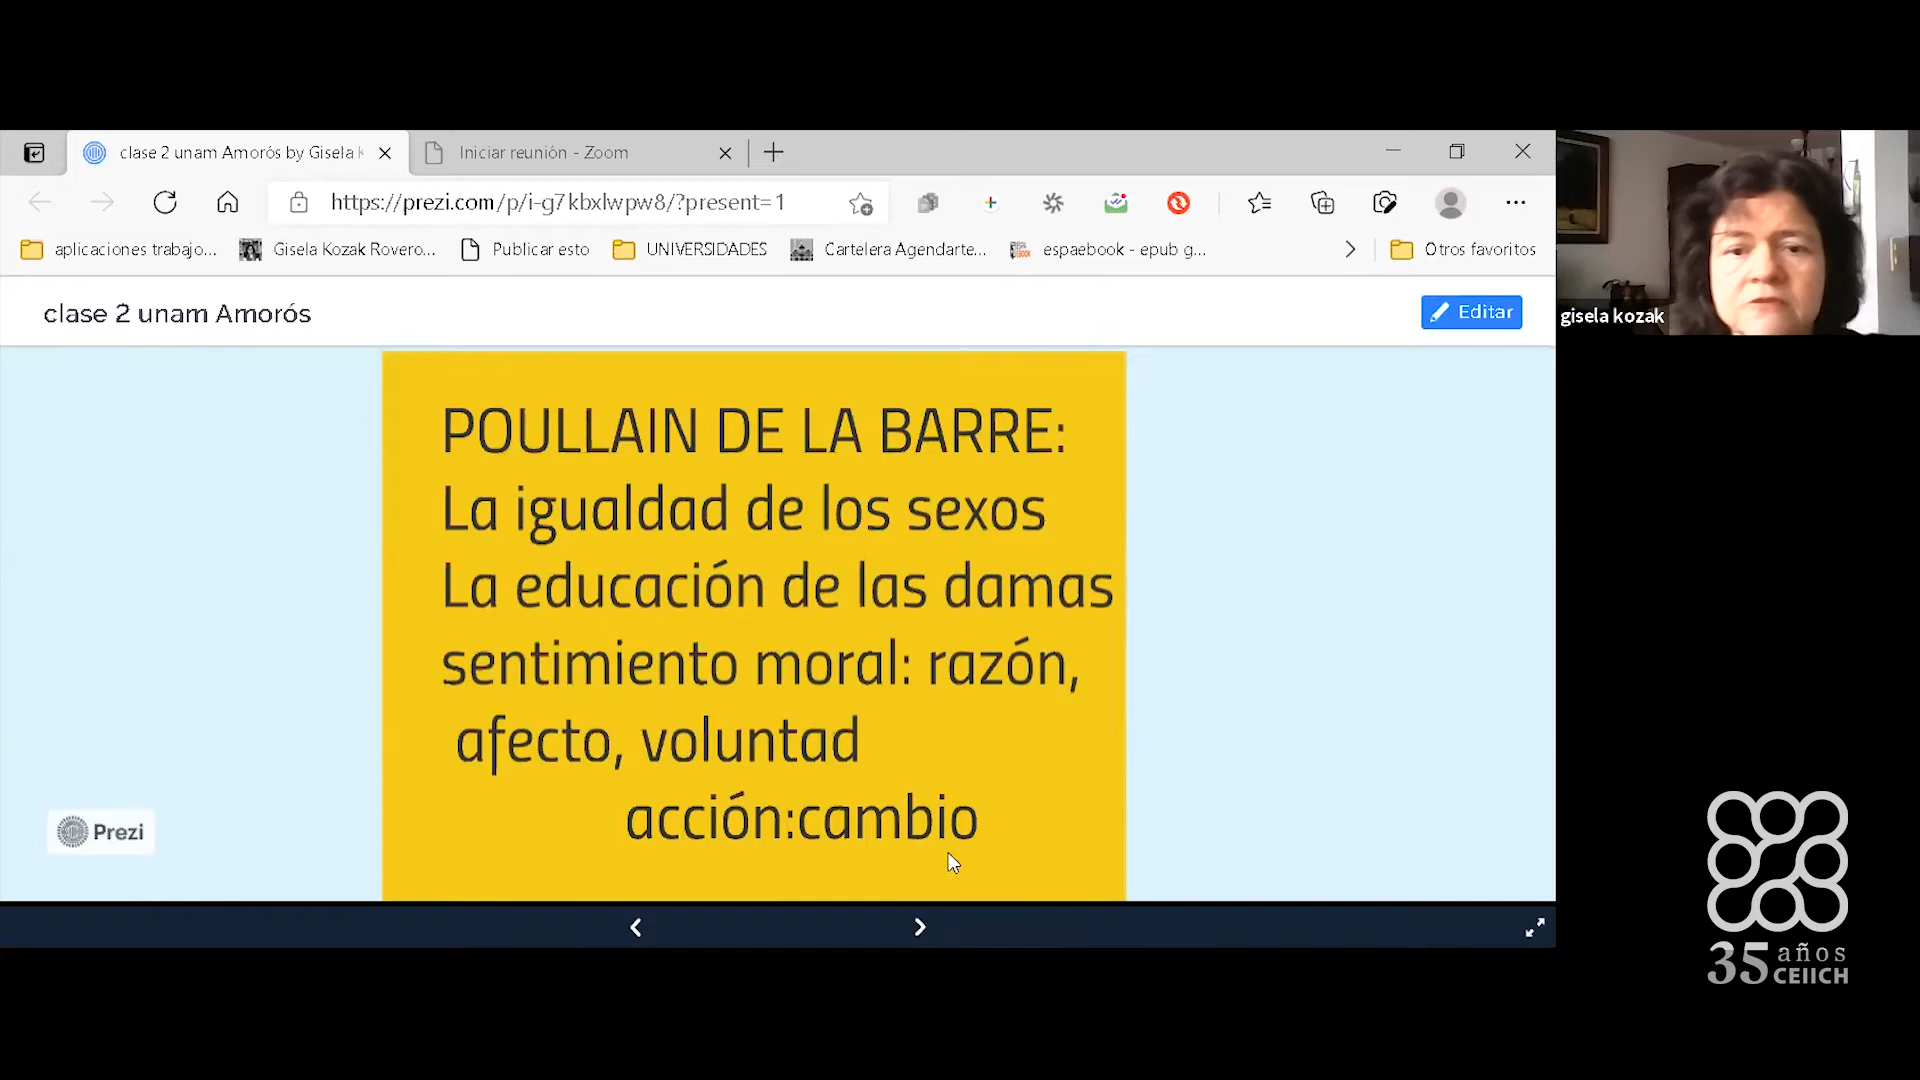 clase 2 unam Amorós by Gisela K
Iniciar reunión - Zoom
https://prezi.com/p/i-g7kbxlwpw8/?present=1
aplicaciones trabajo...
Gisela Kozak Rovero...
Publicar esto
UNIVERSIDADES
Cartelera Agendarte...
espaebook - epub g...
Otros favoritos
clase 2 unam Amorós
Editar
gisela kozak
POULLAIN DE LA BARRE:
La igualdad de los sexos
La educación de las damas
sentimiento moral: razón,
afecto, voluntad
acción:cambio
Prezi
35 años
CEIICH